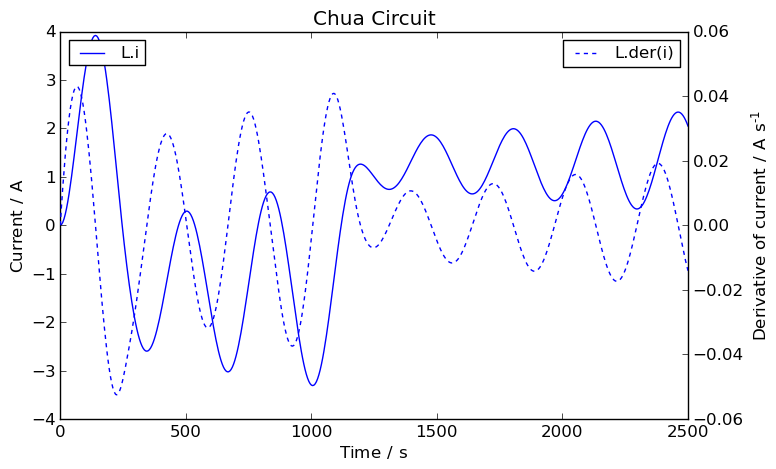 Chua Circuit
L.i
L.der(i)
Current / A
4
3
2
1
0
−1
−2
−3
−4
0.06
0.04
0.02
0.00
−0.02
−0.04
−0.06
Derivative of current / A s⁻¹
0 500 1000 1500 2000 2500
Time / s